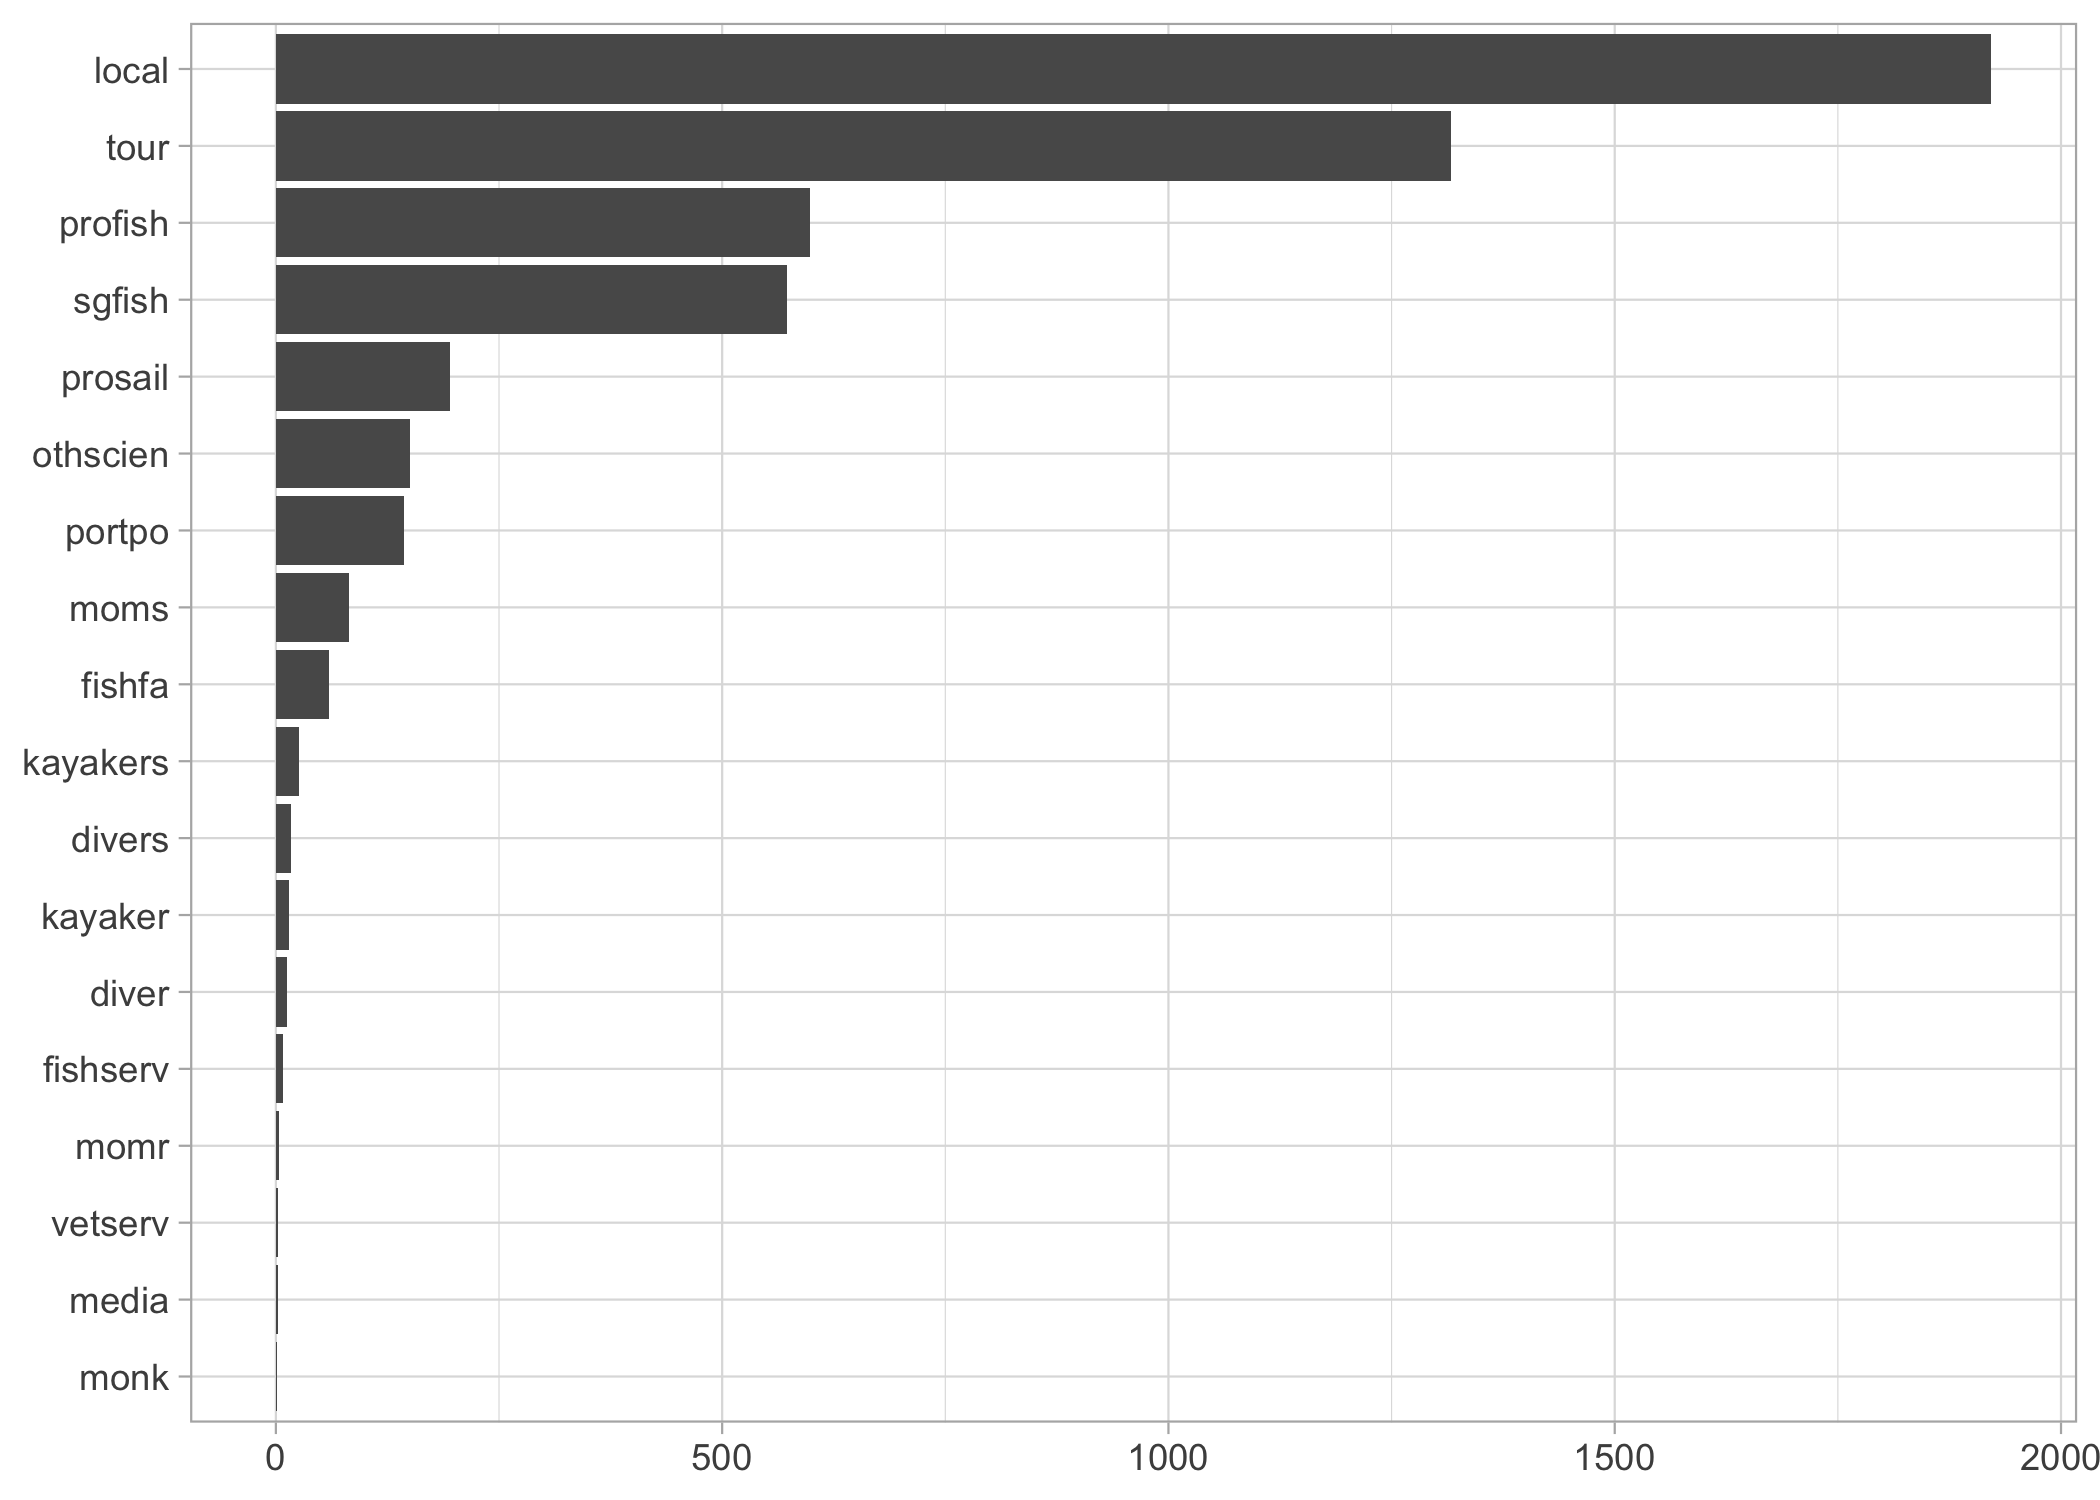 local
tour
profish
sgfish
prosail
othscien
portpo
moms
fishfa
kayakers
divers
kayaker
diver
fishserv
momr
vetserv
media
monk
0 500 1000 1500 2000